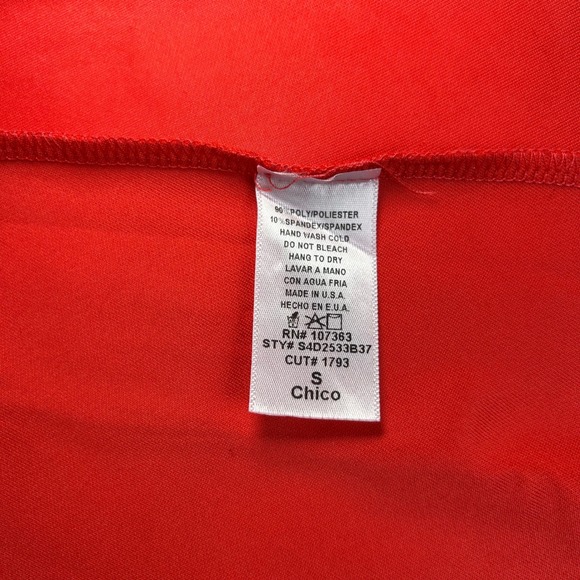 90%POLY/POLIESTER
10%SPANDEX/SPANDEX
HAND WASH COLD
DO NOT BLEACH
HANG TO DRY
LAVAR A MANO
CON AGUA FRIA
MADE IN U.S.A.
HECHO EN E.U.A.
RN# 107363
STY# S4D2533B37
CUT# 1793
S
Chico